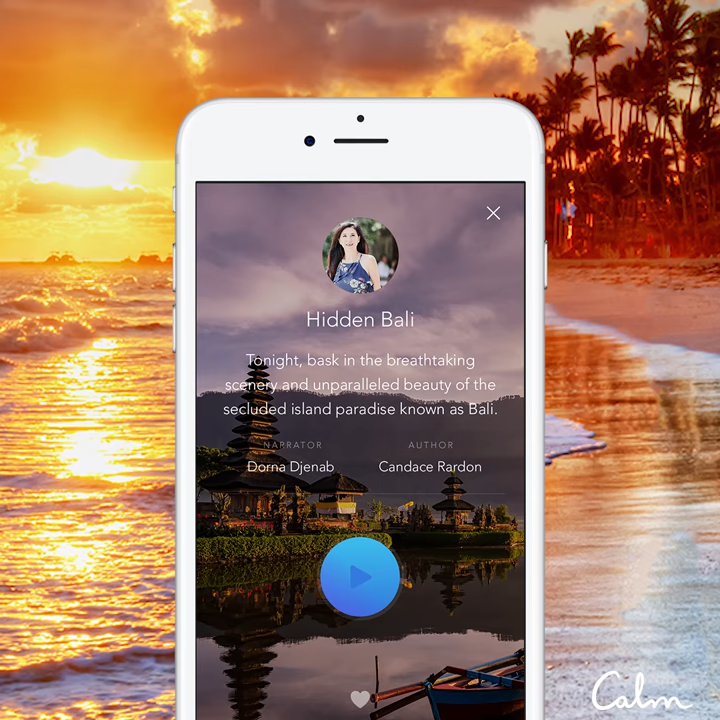 Hidden Bali
Tonight, bask in the breathtaking
scenery and unparalleled beauty of the
secluded island paradise known as Bali.
NARRATOR AUTHOR
Dorna Djenab Candace Rardon
Calm